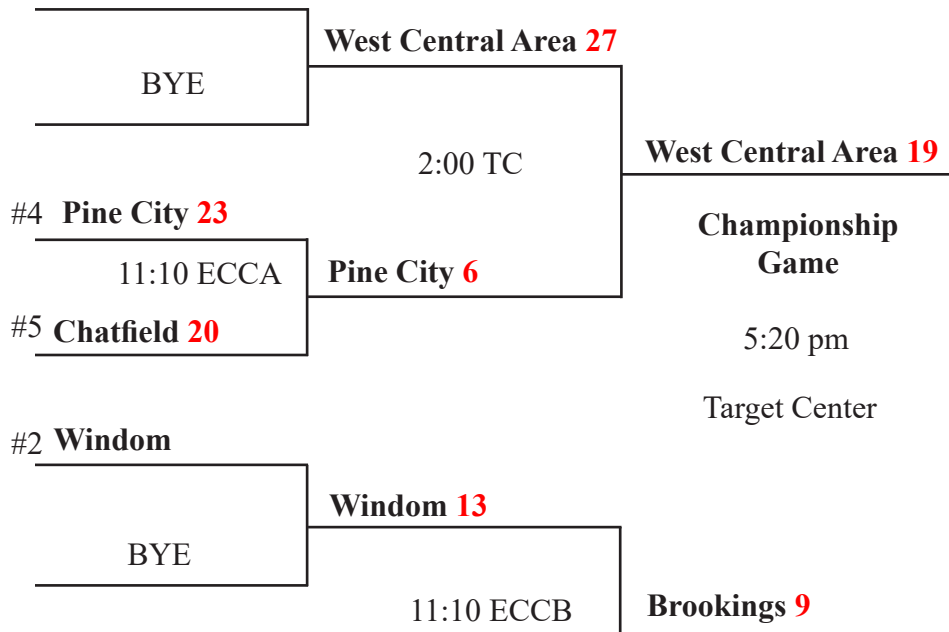 West Central Area 27
BYE
2:00 TC
West Central Area 19
#4 Pine City 23
Championship
Game
11:10 ECCA
Pine City 6
#5 Chatfield 20
5:20 pm
Target Center
#2 Windom
Windom 13
BYE
11:10 ECCB
Brookings 9